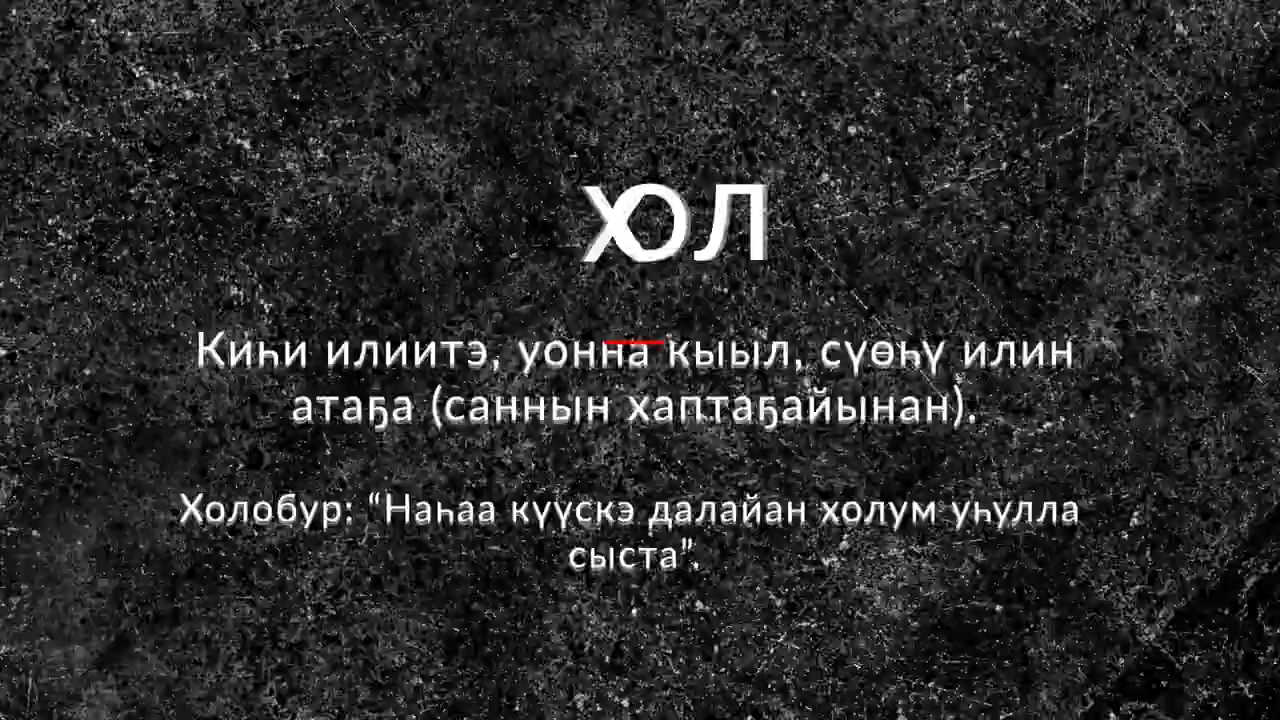 ХОЛ
Киһи илиитэ, уонна кыыл, сүөһү илин
атаҕа (саннын хаптаҕайынан).
Холобур: “Наһаа күүскэ далайан холум уһулла
сыста”.